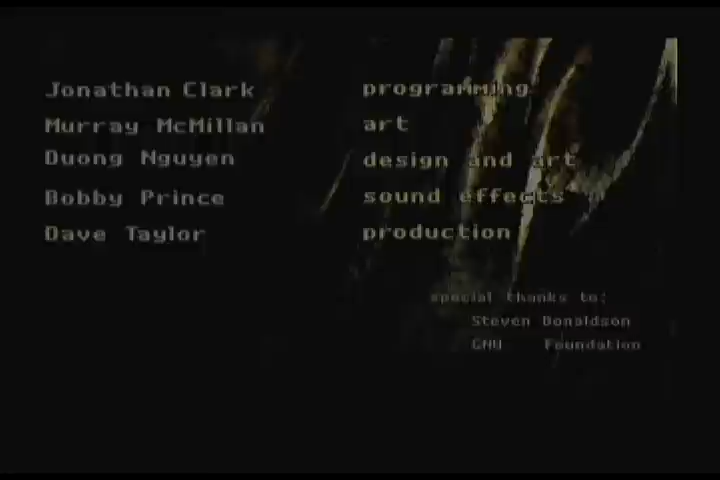 Jonathan Clark programming
Murray McMillan art
Duong Nguyen design and art
Bobby Prince sound effects
Dave Taylor production
special thanks to:
Steven Donaldson
GNU Foundation